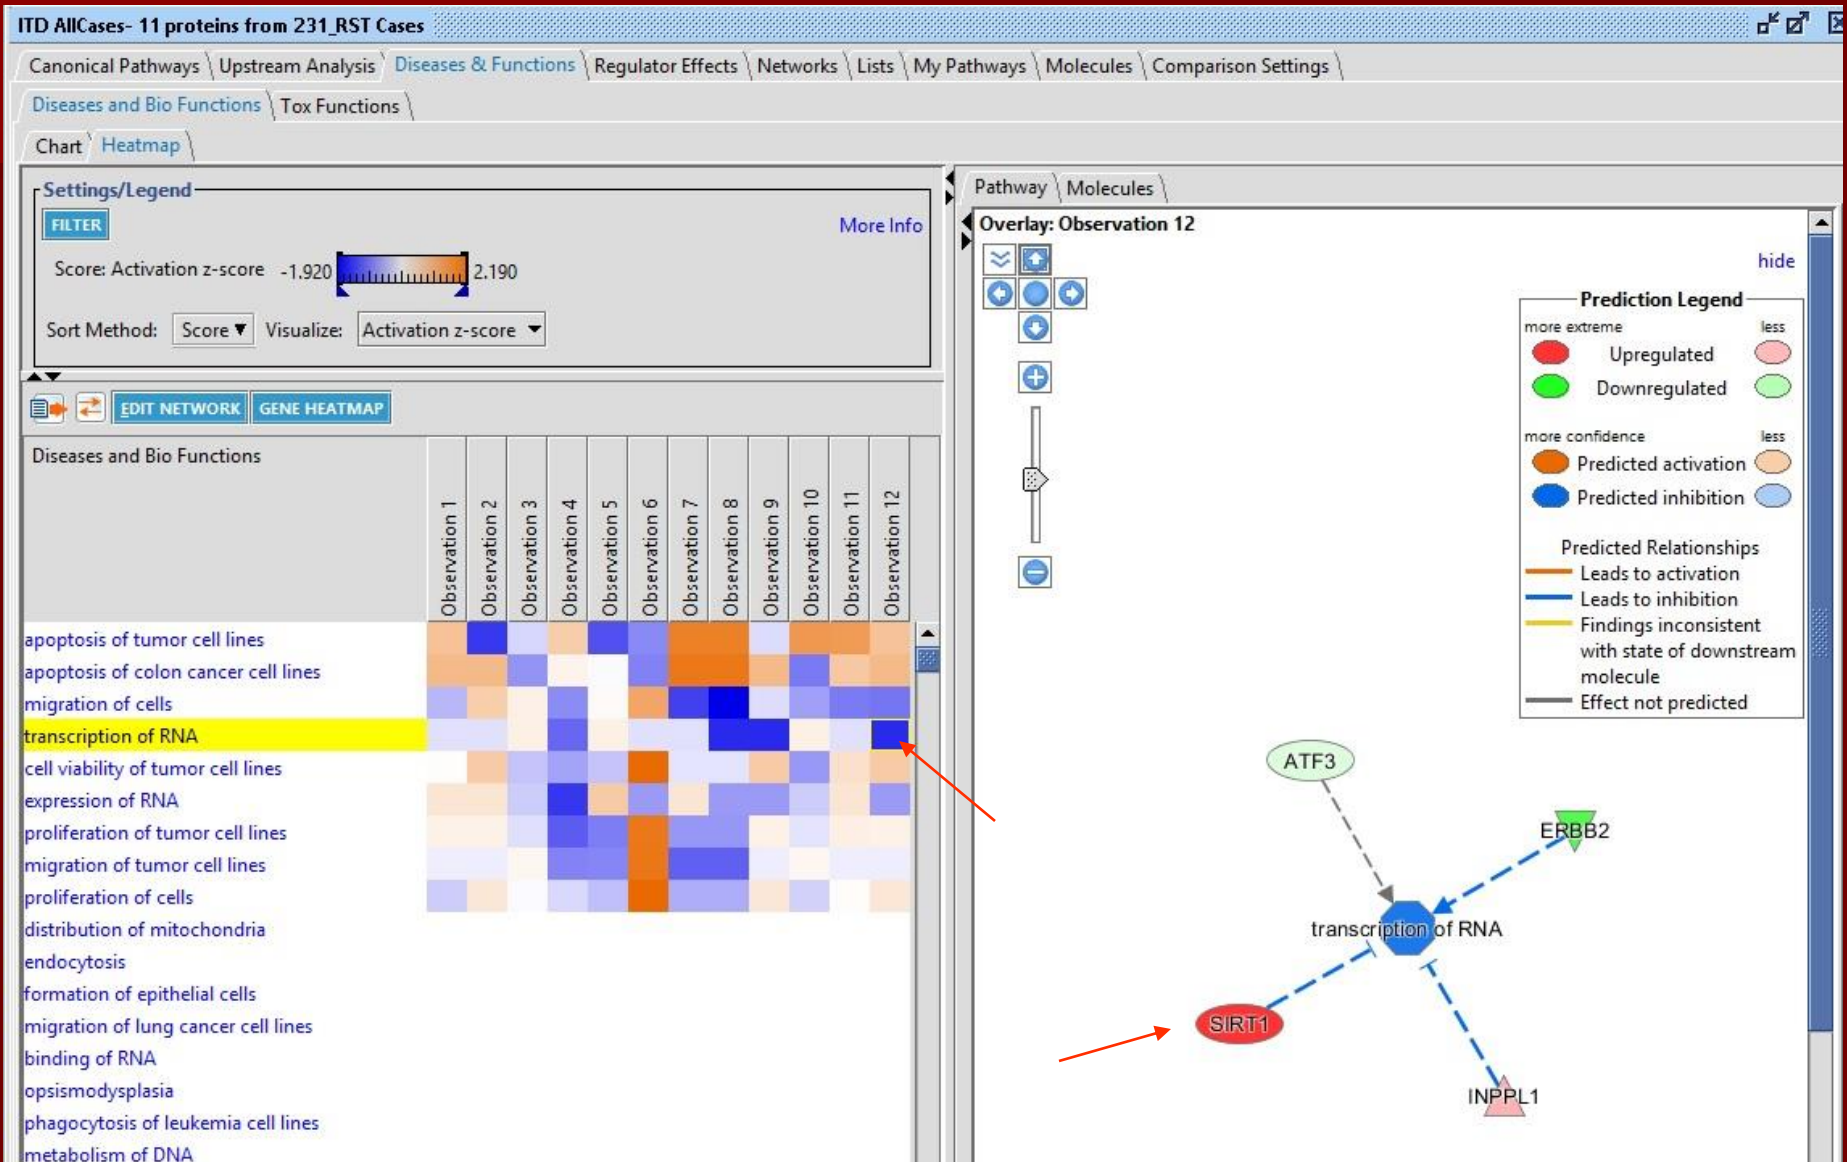 ITD AllCases- 11 proteins from 231_RST Cases
Canonical Pathways Upstream Analysis Diseases & Functions Regulator Effects Networks Lists My Pathways Molecules Comparison Settings
Diseases and Bio Functions Tox Functions
Chart Heatmap
Settings/Legend
FILTER More Info
Score: Activation z-score -1.920 2.190
Sort Method: Score Visualize: Activation z-score
EDIT NETWORK GENE HEATMAP
Diseases and Bio Functions
Observation 1
Observation 2
Observation 3
Observation 4
Observation 5
Observation 6
Observation 7
Observation 8
Observation 9
Observation 10
Observation 11
Observation 12
apoptosis of tumor cell lines
apoptosis of colon cancer cell lines
migration of cells
transcription of RNA
cell viability of tumor cell lines
expression of RNA
proliferation of tumor cell lines
migration of tumor cell lines
proliferation of cells
distribution of mitochondria
endocytosis
formation of epithelial cells
migration of lung cancer cell lines
binding of RNA
opsismodysplasia
phagocytosis of leukemia cell lines
metabolism of DNA
Pathway Molecules
Overlay: Observation 12
hide
Prediction Legend
more extreme less
Upregulated
Downregulated
more confidence less
Predicted activation
Predicted inhibition
Predicted Relationships
Leads to activation
Leads to inhibition
Findings inconsistent
with state of downstream
molecule
Effect not predicted
ATF3
ERBB2
transcription of RNA
SIRT1
INPPL1